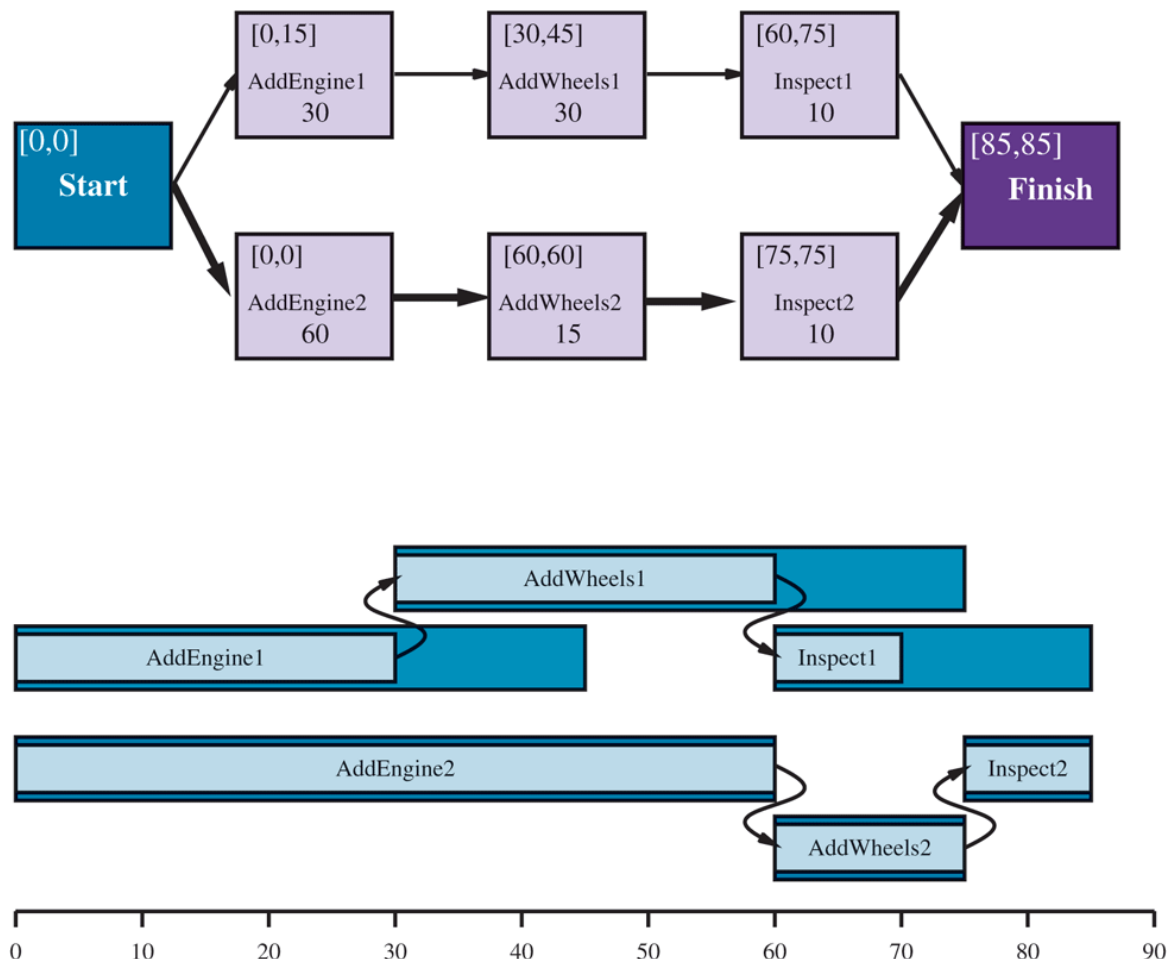 [0,15]
AddEngine1
30
[30,45]
AddWheels1
30
[60,75]
Inspect1
10
[0,0]
Start
[85,85]
Finish
[0,0]
AddEngine2
60
[60,60]
AddWheels2
15
[75,75]
Inspect2
10
AddWheels1
AddEngine1
Inspect1
AddEngine2
Inspect2
AddWheels2
0 10 20 30 40 50 60 70 80 90